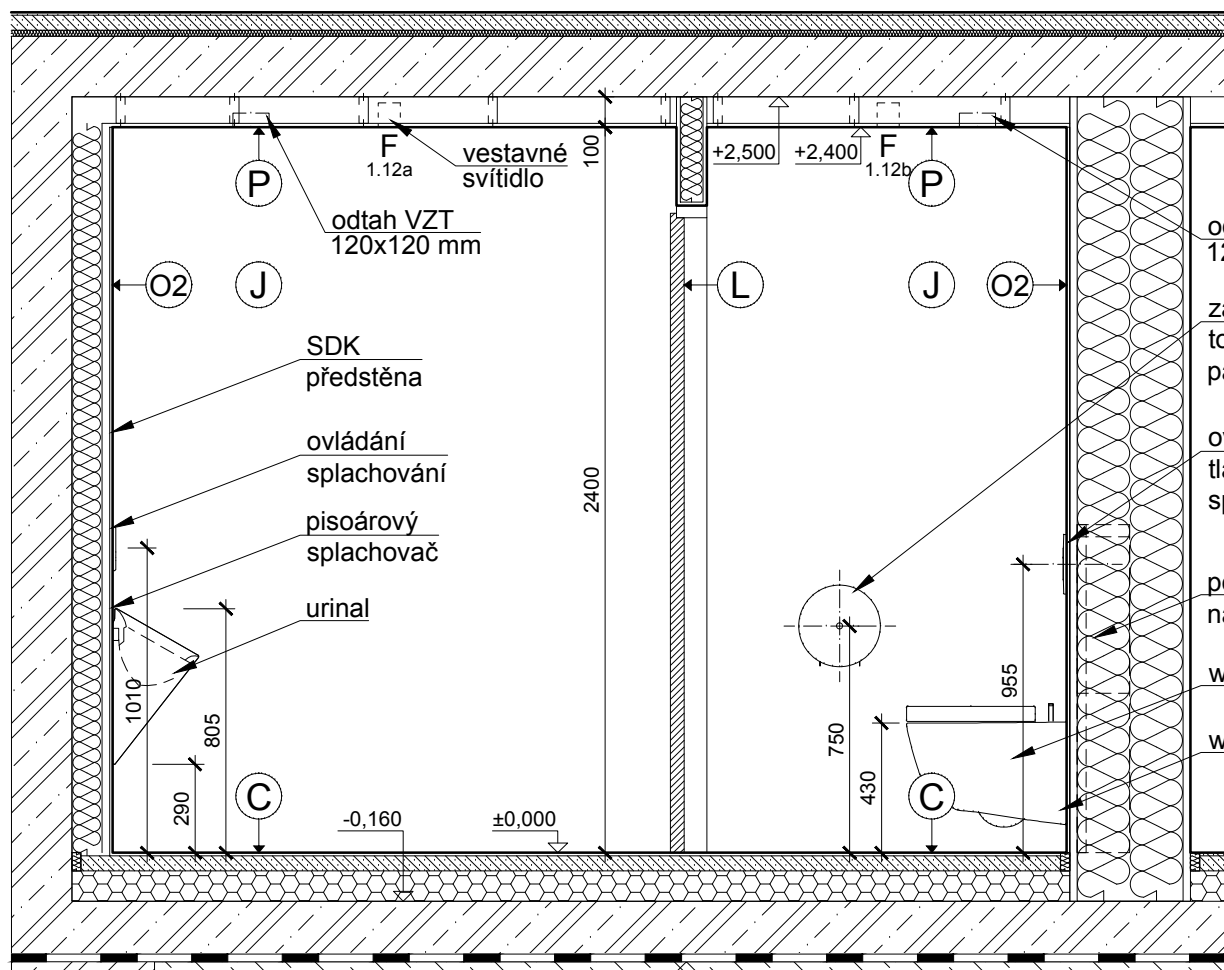 +2,500
+2,400
100
F
1.12a
vestavné
svítidlo
F
1.12b
P
P
odtah VZT
120x120 mm
O2
J
L
J
O2
SDK
předstěna
ovládání
splachování
2400
pisoárový
splachovač
urinal
1010
805
290
750
430
955
C
C
-0,160
±0,000